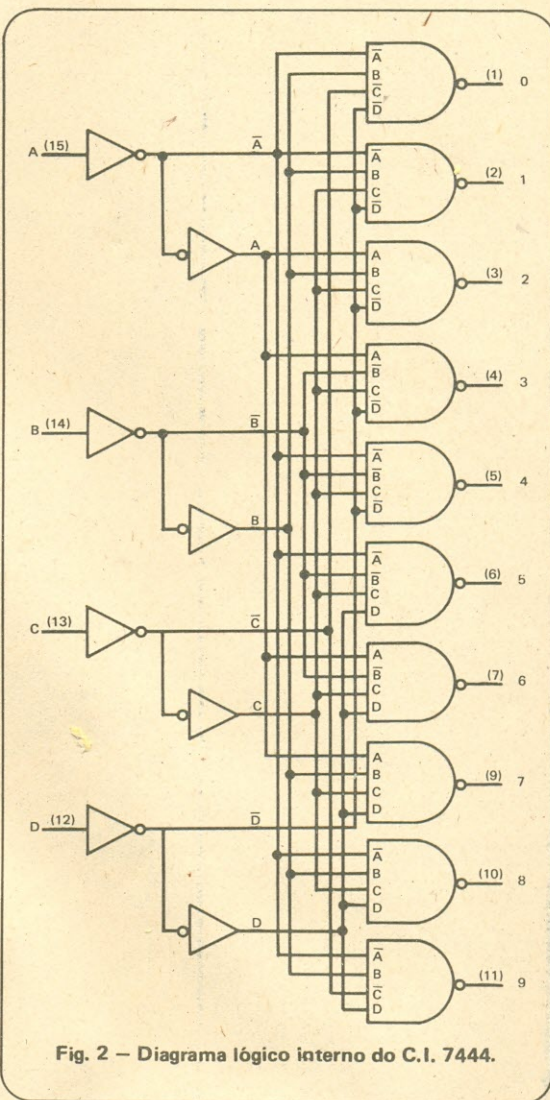 A̅
B
C̅
D̅
(1) 0
A (15)
A̅
A̅
B
C
D̅
(2) 1
A
A
B
C
D̅
(3) 2
A
B̅
C
D̅
(4) 3
B (14)
B̅
A̅
B̅
C
D̅
(5) 4
B
A̅
B̅
C
D
(6) 5
C (13)
C̅
A
B̅
C
D
(7) 6
C
A
B
C
D
(9) 7
D (12)
D̅
A̅
B
C
D
(10) 8
D
A̅
B
C̅
D
(11) 9
Fig. 2 — Diagrama lógico interno do C.I. 7444.